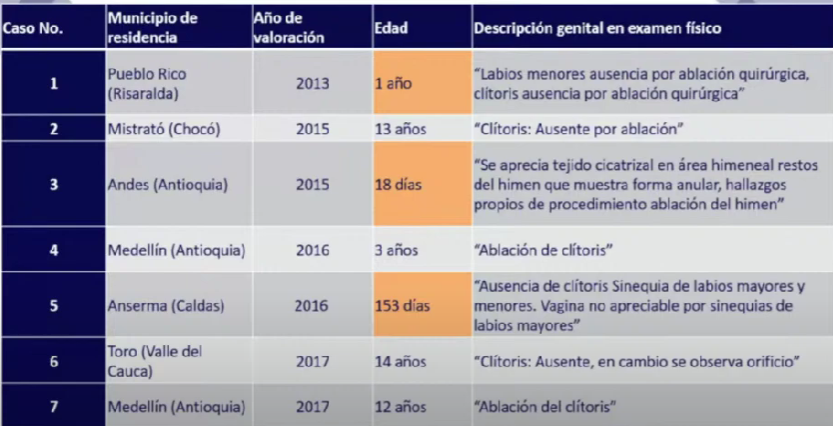 Caso No.
Municipio de
residencia
Año de
valoración
Edad
Descripción genital en examen físico
1
Pueblo Rico
(Risaralda)
2013
1 año
“Labios menores ausencia por ablación quirúrgica,
clítoris ausencia por ablación quirúrgica”
2
Mistrató (Chocó)
2015
13 años
“Clítoris: Ausente por ablación”
3
Andes (Antioquia)
2015
18 días
“Se aprecia tejido cicatrizal en área himeneal restos
del himen que muestra forma anular, hallazgos
propios de procedimiento ablación del himen”
4
Medellín (Antioquia)
2016
3 años
“Ablación de clítoris”
5
Anserma (Caldas)
2016
153 días
“Ausencia de clítoris Sinequia de labios mayores y
menores. Vagina no apreciable por sinequias de
labios mayores”
6
Toro (Valle del
Cauca)
2017
14 años
“Clítoris: Ausente, en cambio se observa orificio”
7
Medellín (Antioquia)
2017
12 años
“Ablación del clítoris”